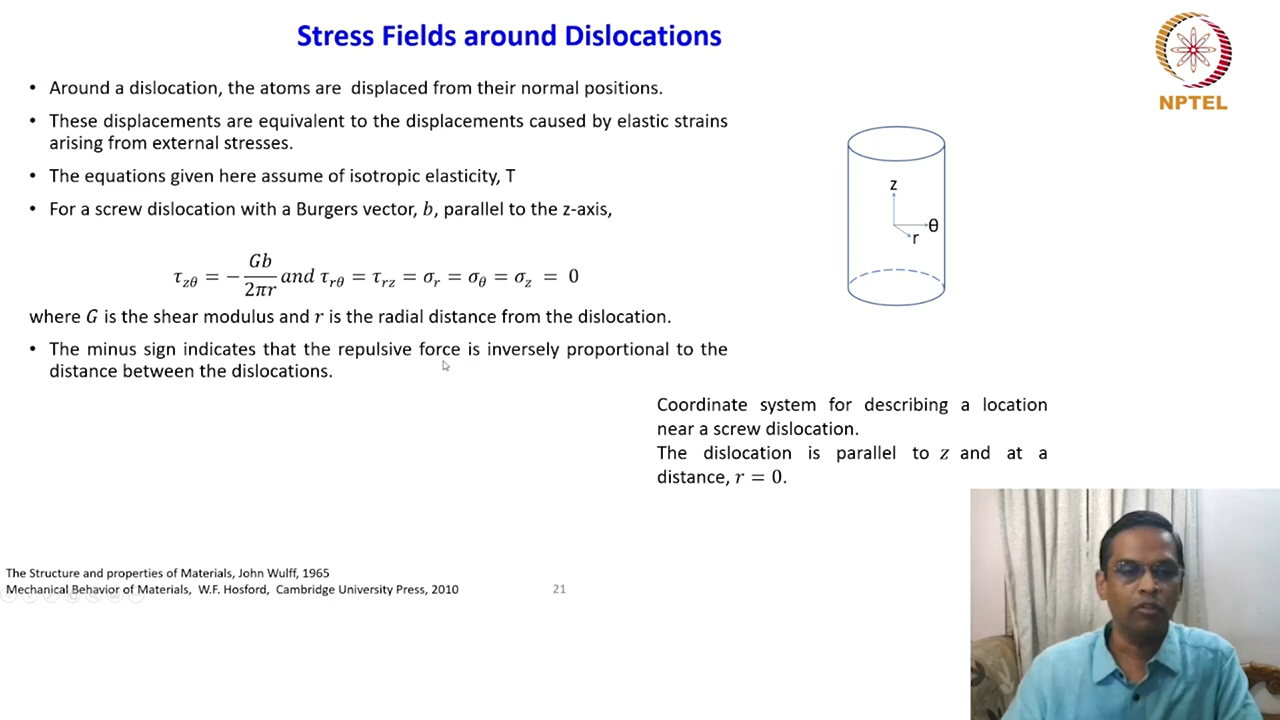 Stress Fields around Dislocations
NPTEL
• Around a dislocation, the atoms are displaced from their normal positions.
• These displacements are equivalent to the displacements caused by elastic strains
arising from external stresses.
• The equations given here assume of isotropic elasticity, T
• For a screw dislocation with a Burgers vector, b, parallel to the z-axis,
τ_zθ = − Gb / 2πr and τ_rθ = τ_rz = σ_r = σ_θ = σ_z = 0
where G is the shear modulus and r is the radial distance from the dislocation.
• The minus sign indicates that the repulsive force is inversely proportional to the
distance between the dislocations.
z
θ
r
Coordinate system for describing a location
near a screw dislocation.
The dislocation is parallel to z and at a
distance, r = 0.
The Structure and properties of Materials, John Wulff, 1965
Mechanical Behavior of Materials, W.F. Hosford, Cambridge University Press, 2010
21